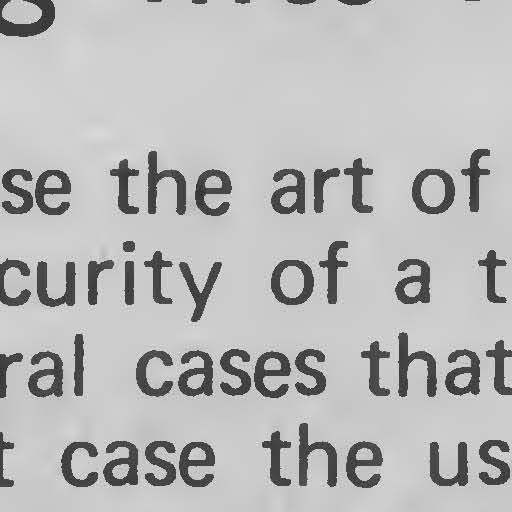 se the art of
curity of a t
ral cases that
t case the us